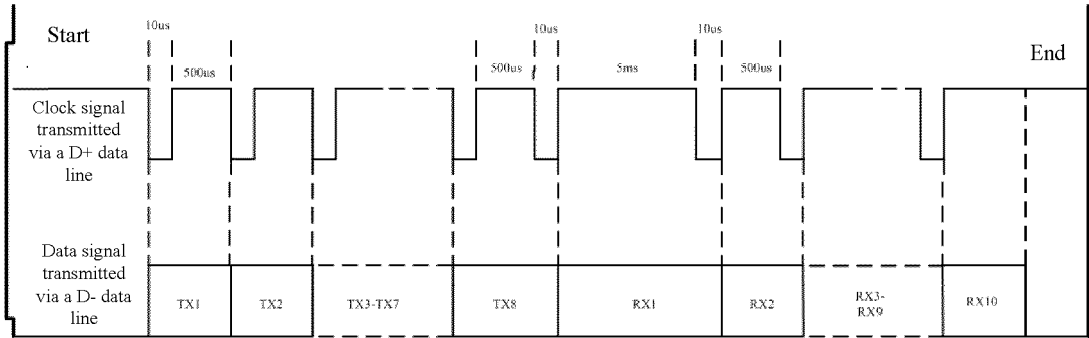 Start
10us
500us
500us
10us
5ms
10us
500us
End
Clock signal
transmitted
via a D+ data
line
Data signal
transmitted
via a D- data
line
TX1
TX2
TX3-TX7
TX8
RX1
RX2
RX3-
RX9
RX10